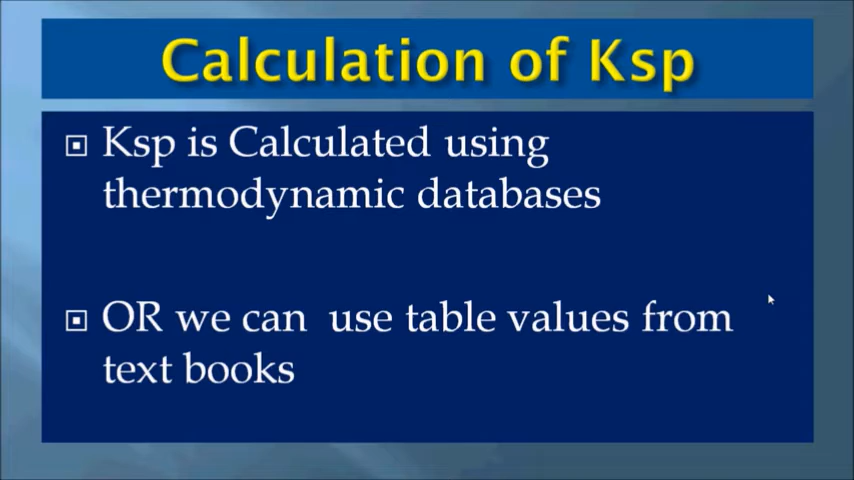 Calculation of Ksp
Ksp is Calculated using
thermodynamic databases
OR we can use table values from
text books